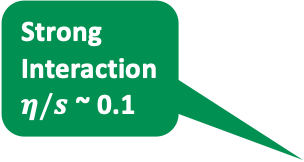 Strong
Interaction
η/s ~ 0.1